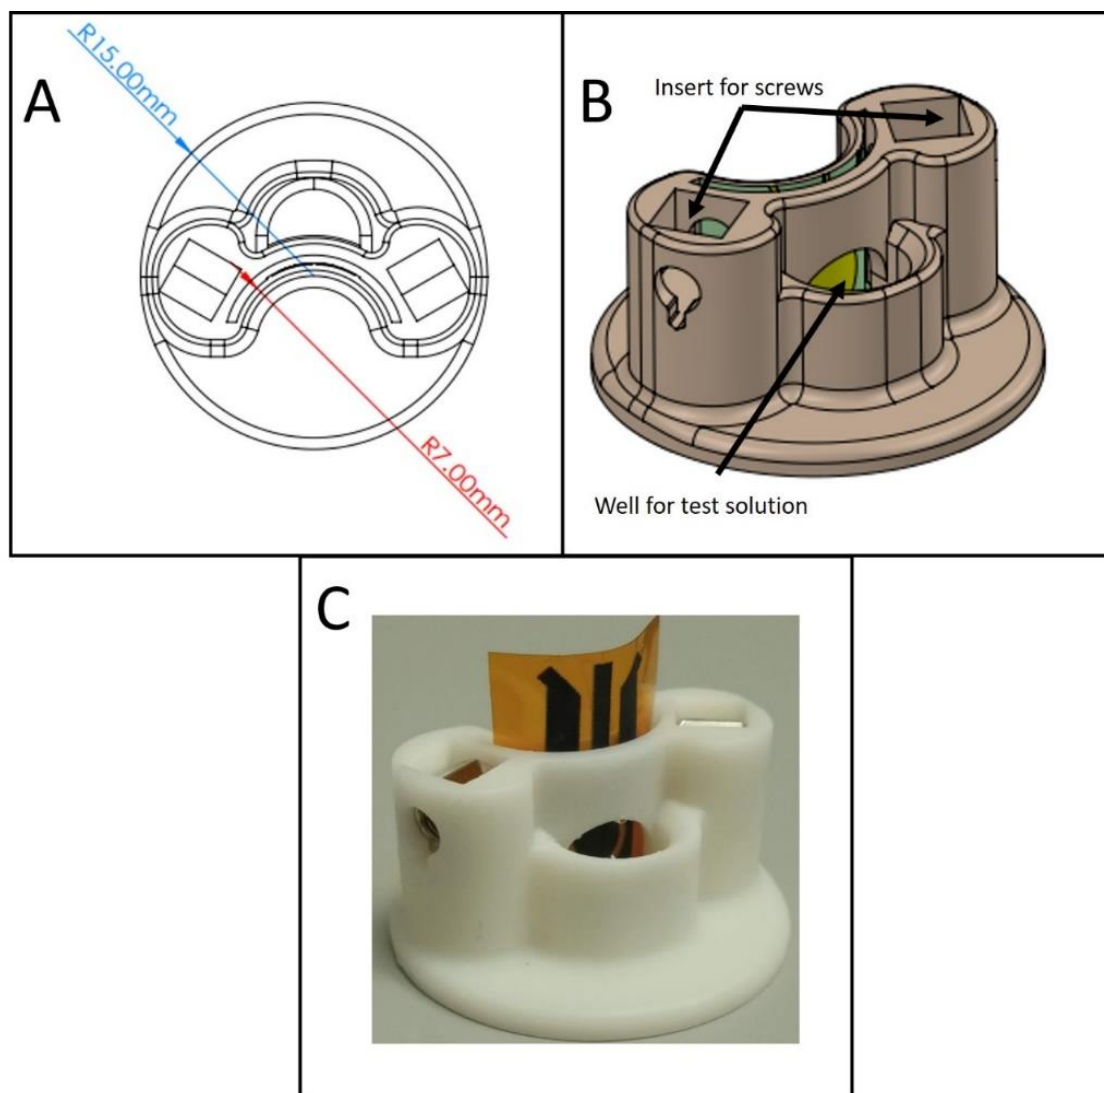 A
R15.00mm
R7.00mm
B
Insert for screws
Well for test solution
C